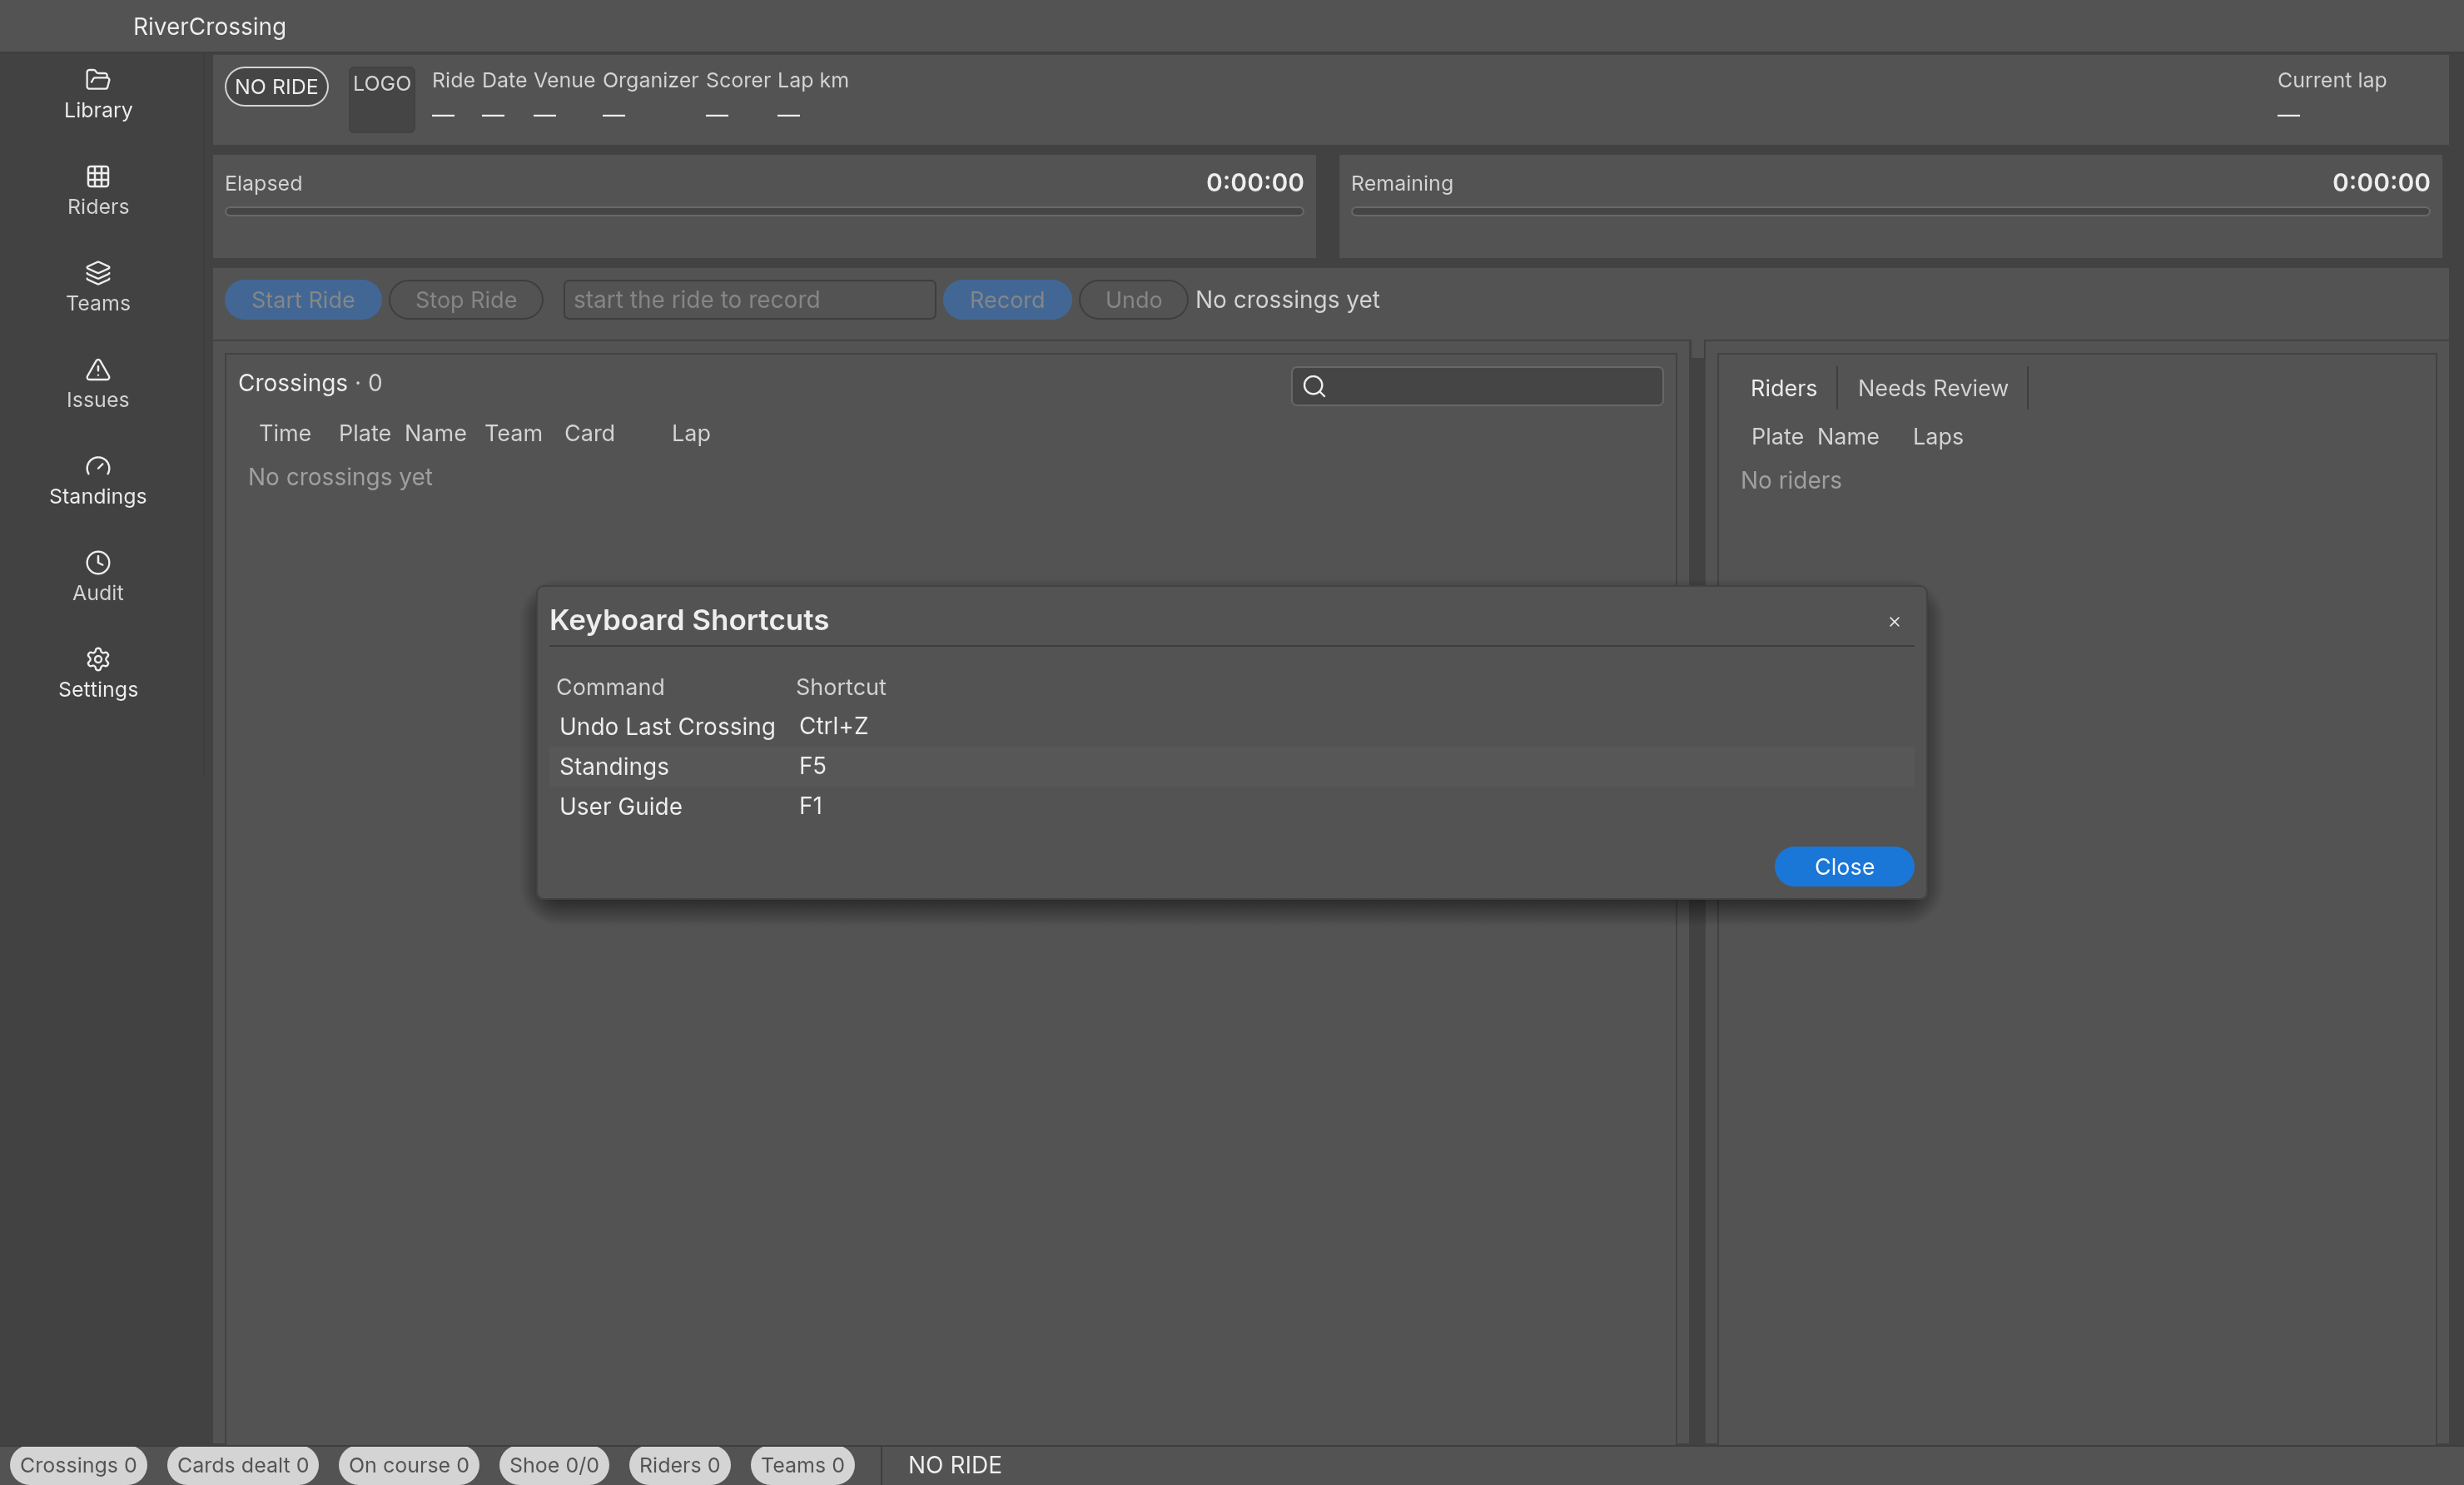 RiverCrossing
Library
Riders
Teams
Issues
Standings
Audit
Settings
NO RIDE
LOGO
Ride Date Venue Organizer Scorer Lap km
— — — — — —
Current lap
—
Elapsed 0:00:00
Remaining 0:00:00
Start Ride Stop Ride start the ride to record Record Undo No crossings yet
Crossings · 0
Time Plate Name Team Card Lap
No crossings yet
Riders Needs Review
Plate Name Laps
No riders
Keyboard Shortcuts ×
Command Shortcut
Undo Last Crossing Ctrl+Z
Standings F5
User Guide F1
Close
Crossings 0 Cards dealt 0 On course 0 Shoe 0/0 Riders 0 Teams 0 NO RIDE